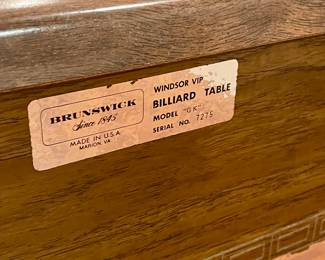 BRUNSWICK
Since 1845
MADE IN U.S.A.
MARION, VA.
WINDSOR VIP
BILLIARD TABLE
MODEL "GK"
SERIAL NO. 7275